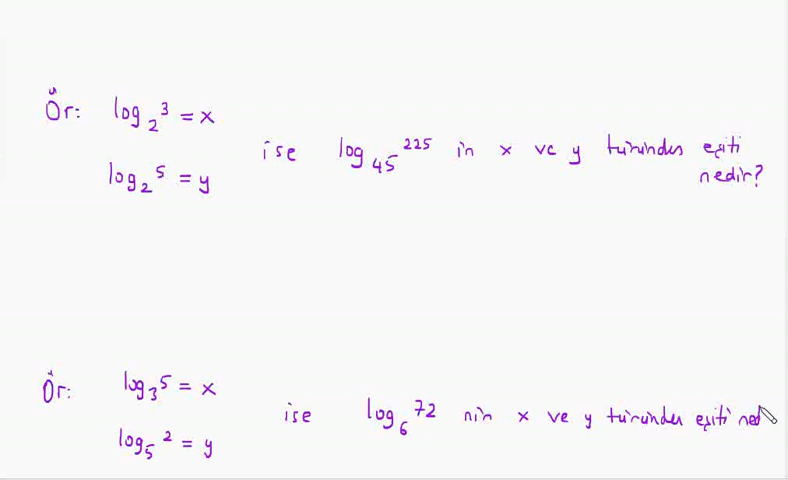 Ör: log₂³ = x
log₂⁵ = y
ise log₄₅²²⁵ in x ve y türünden eşiti
nedir?
Ör: log₃⁵ = x
log₅² = y
ise log₆⁷² nin x ve y türünden eşiti ned